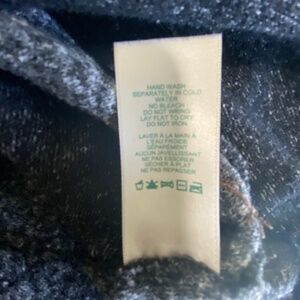 HAND WASH
SEPARATELY IN COLD
WATER
NO BLEACH
DO NOT WRING
LAY FLAT TO DRY
DO NOT IRON
LAVER À LA MAIN À
L'EAU FROIDE
SÉPARÉMENT
AUCUN JAVELLISSANT
NE PAS ESSORER
SÉCHER À PLAT
NE PAS REPASSER